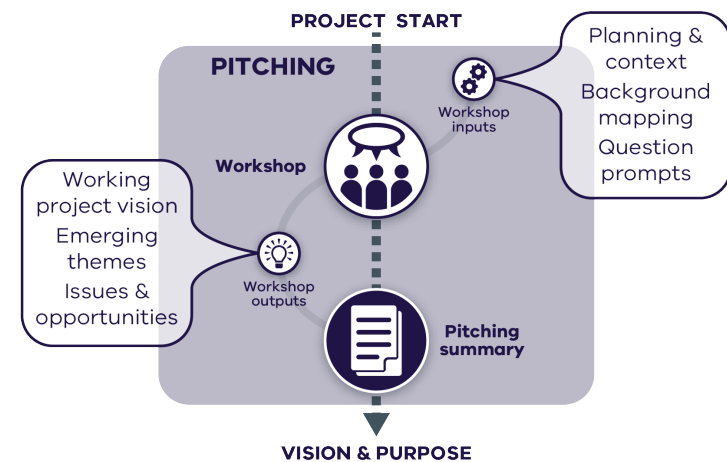 PROJECT START
PITCHING
Planning &
context
Background
mapping
Question
prompts
Workshop
inputs
Workshop
Working
project vision
Emerging
themes
Issues &
opportunities
Workshop
outputs
Pitching
summary
VISION & PURPOSE